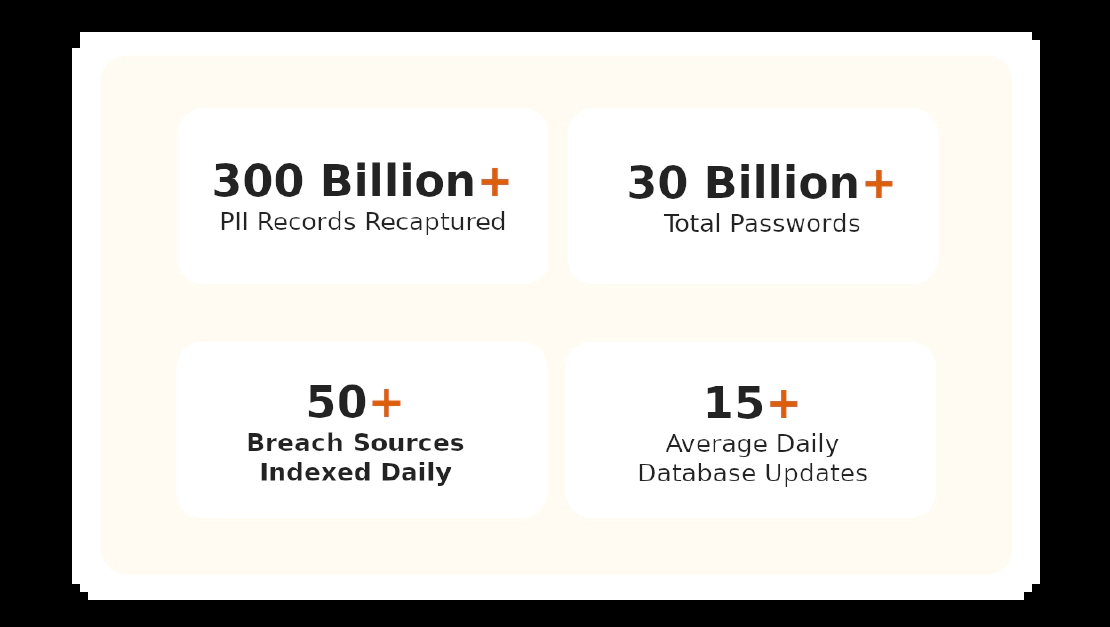 300 Billion+
PII Records Recaptured
30 Billion+
Total Passwords
50+
Breach Sources
Indexed Daily
15+
Average Daily
Database Updates